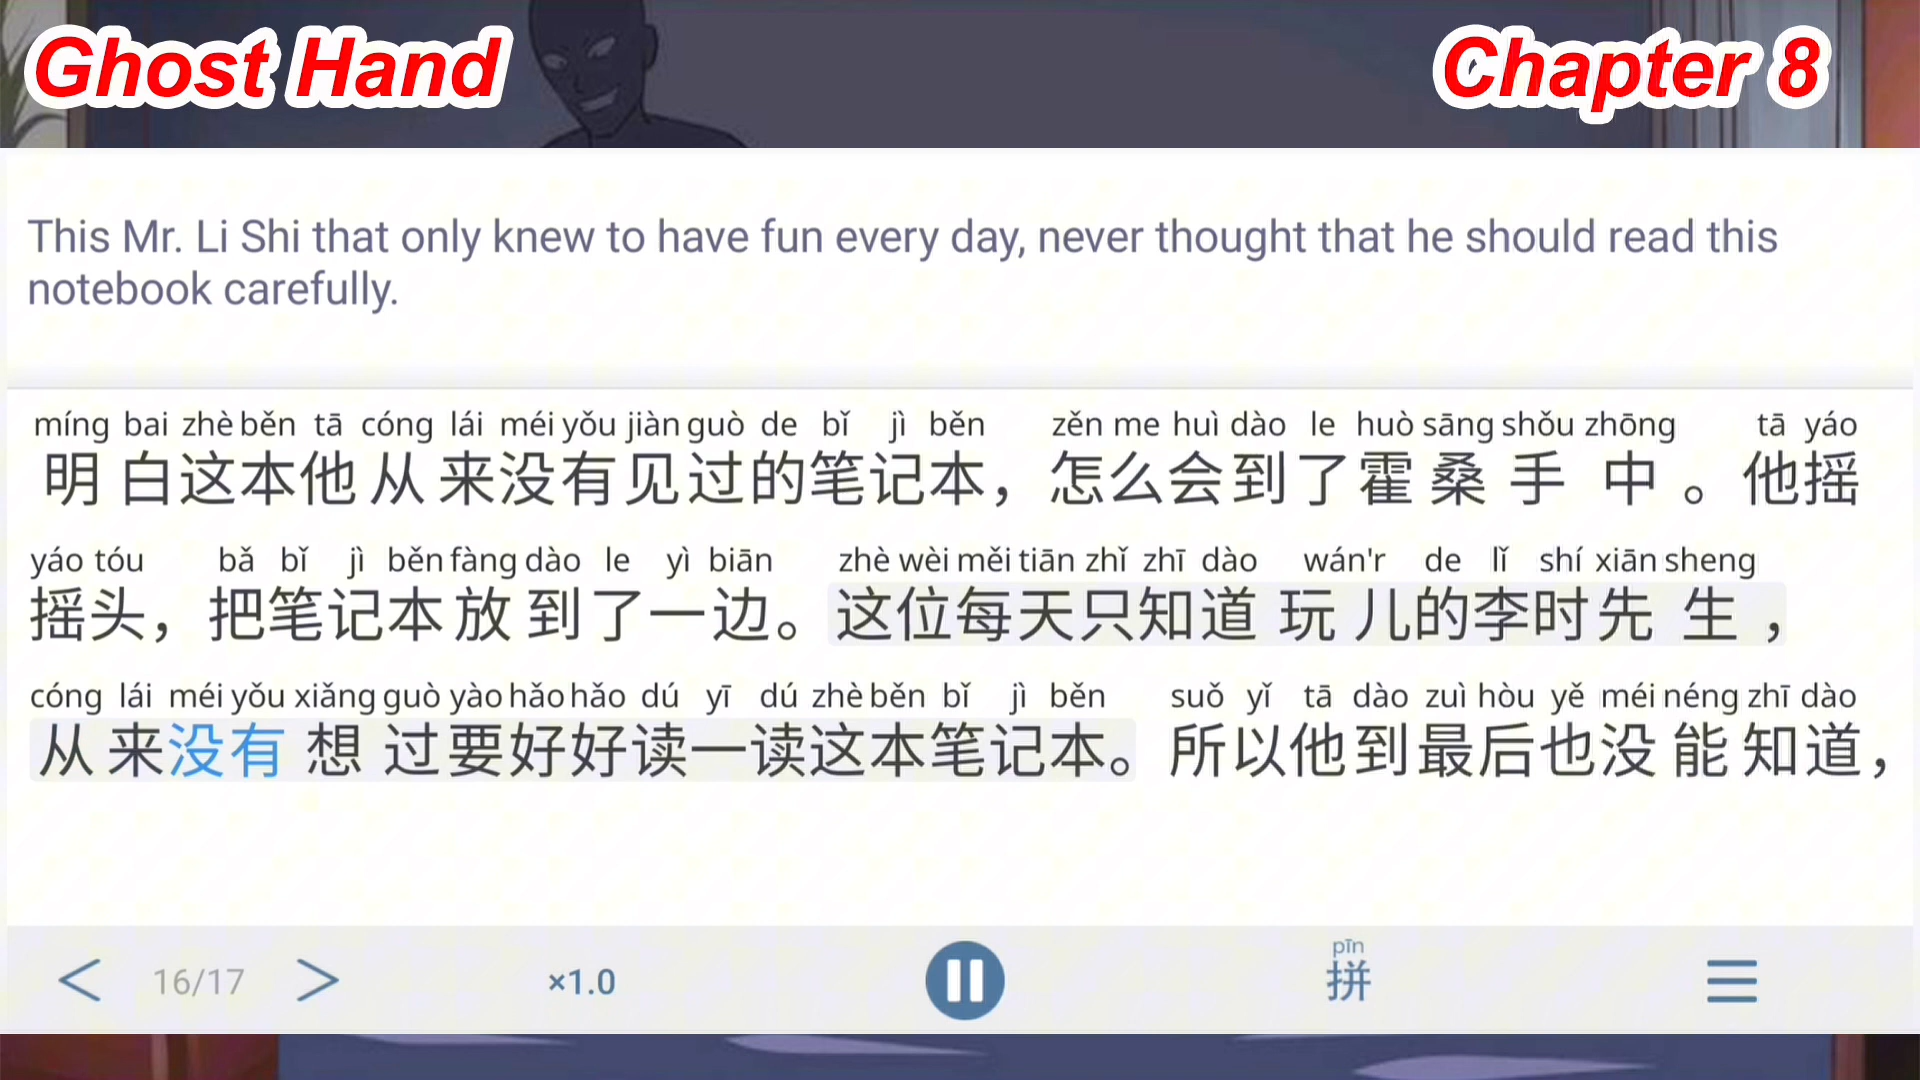 Ghost Hand
Chapter 8
This Mr. Li Shi that only knew to have fun every day, never thought that he should read this
notebook carefully.
míng bai zhè běn tā cóng lái méi yǒu jiàn guò de bǐ jì běn zěn me huì dào le huò sāng shǒu zhōng tā yáo
明白这本他从来没有见过的笔记本，怎么会到了霍桑手中。他摇
yáo tóu bǎ bǐ jì běn fàng dào le yì biān zhè wèi měi tiān zhǐ zhī dào wán'r de lǐ shí xiān sheng
摇头，把笔记本放到了一边。这位每天只知道玩儿的李时先生，
cóng lái méi yǒu xiǎng guò yào hǎo hǎo dú yī dú zhè běn bǐ jì běn suǒ yǐ tā dào zuì hòu yě méi néng zhī dào
从来没有想过要好好读一读这本笔记本。所以他到最后也没能知道，
16/17
×1.0
pīn
拼